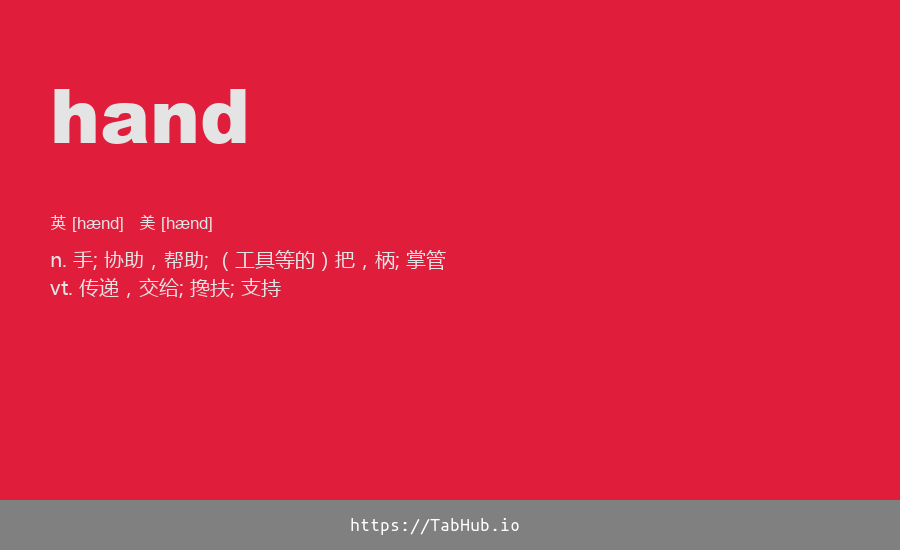 hand
英 [hænd] 美 [hænd]
n. 手; 协助，帮助; （工具等的）把，柄; 掌管
vt. 传递，交给; 搀扶; 支持
https://TabHub.io